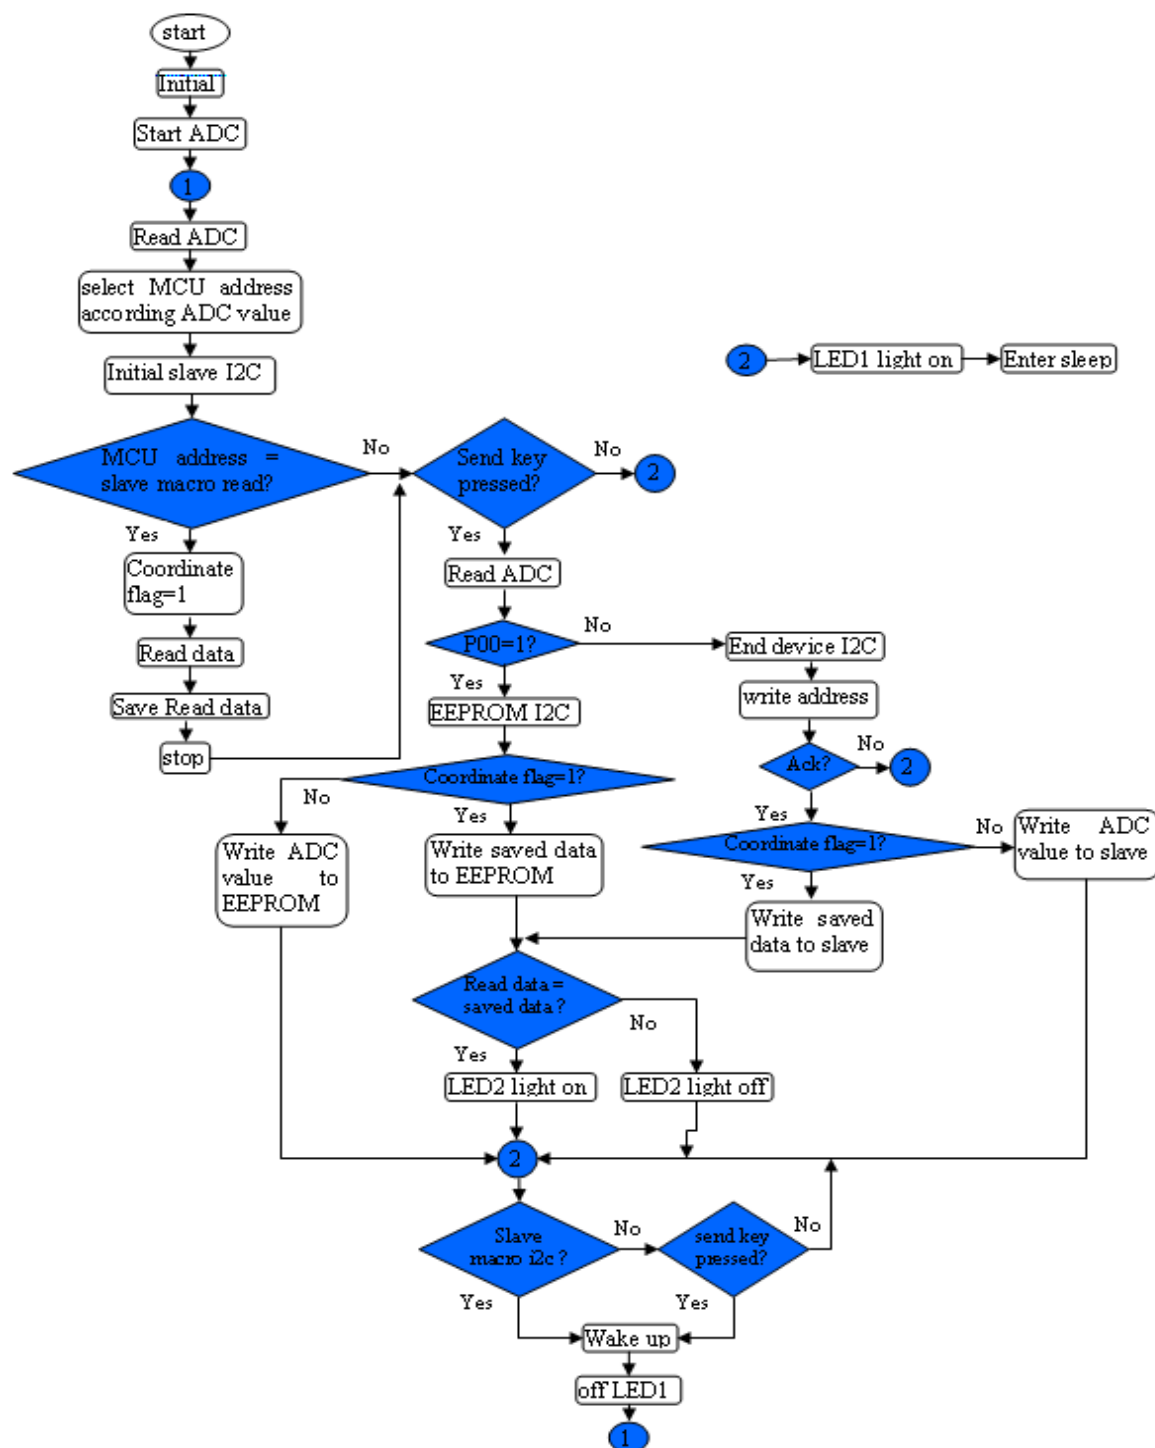 start
Initial
Start ADC
1
Read ADC
select MCU address
according ADC value
Initial slave I2C
2
LED1 light on
Enter sleep
MCU address =
slave macro read?
No
Send key
pressed?
No
2
Yes
Coordinate
flag=1
Read data
Save Read data
stop
Yes
Read ADC
P00=1?
No
End device I2C
write address
Yes
EEPROM I2C
Ack?
No
2
Coordinate flag=1?
No
Yes
Write ADC
value to
EEPROM
Write saved data
to EEPROM
Yes
Coordinate flag=1?
No
Write ADC
value to slave
Yes
Write saved
data to slave
Read data =
saved data?
No
Yes
LED2 light on
LED2 light off
2
Slave
macro i2c?
No
send key
pressed?
No
Yes
Yes
Wake up
off LED1
1